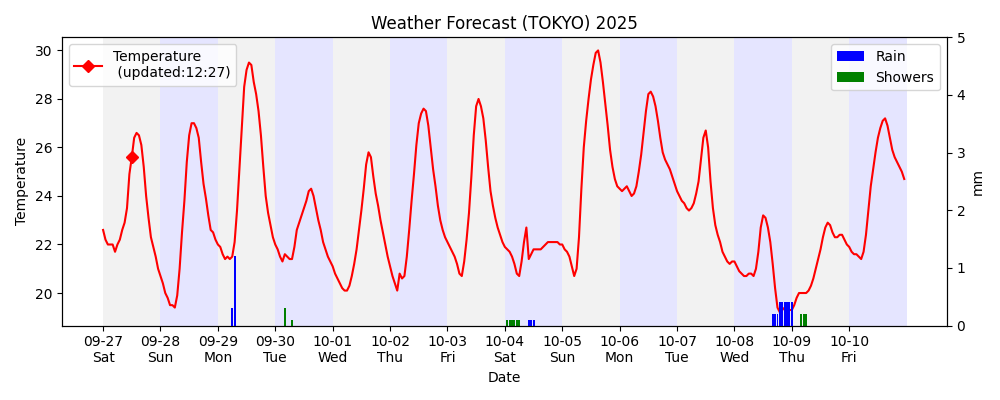 Weather Forecast (TOKYO) 2025
Temperature
(updated:12:27)
Rain
Showers
30
28
26
24
22
20
Temperature
5
4
3
2
1
0
mm
09-27 09-28 09-29 09-30 10-01 10-02 10-03 10-04 10-05 10-06 10-07 10-08 10-09 10-10
Sat Sun Mon Tue Wed Thu Fri Sat Sun Mon Tue Wed Thu Fri
Date